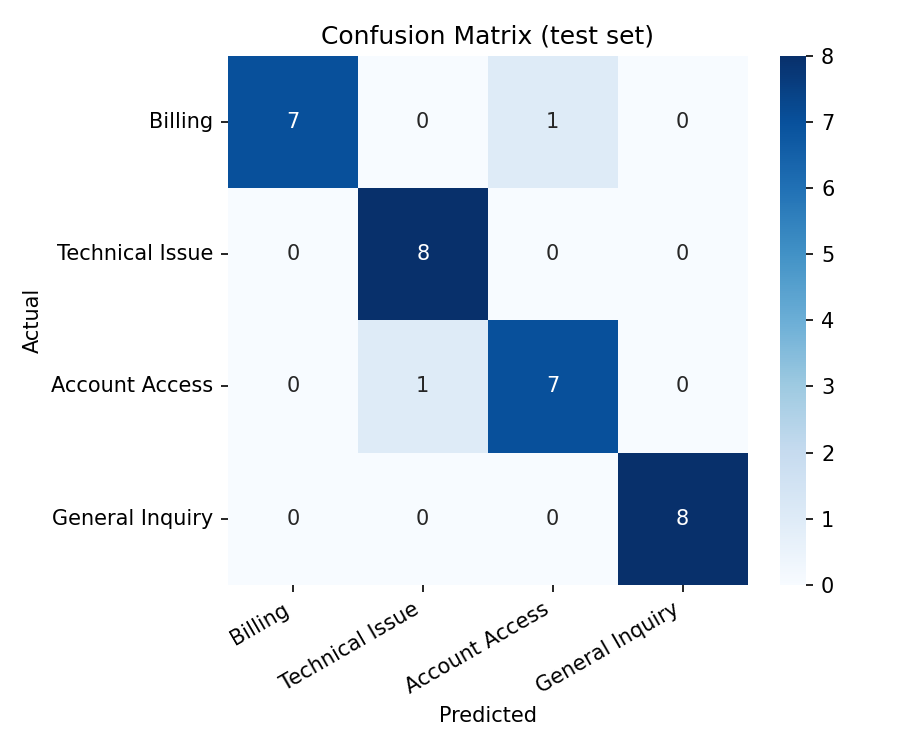 Confusion Matrix (test set)
Billing 7 0 1 0
Technical Issue 0 8 0 0
Account Access 0 1 7 0
General Inquiry 0 0 0 8
Actual
Billing Technical Issue Account Access General Inquiry
Predicted
8
7
6
5
4
3
2
1
0